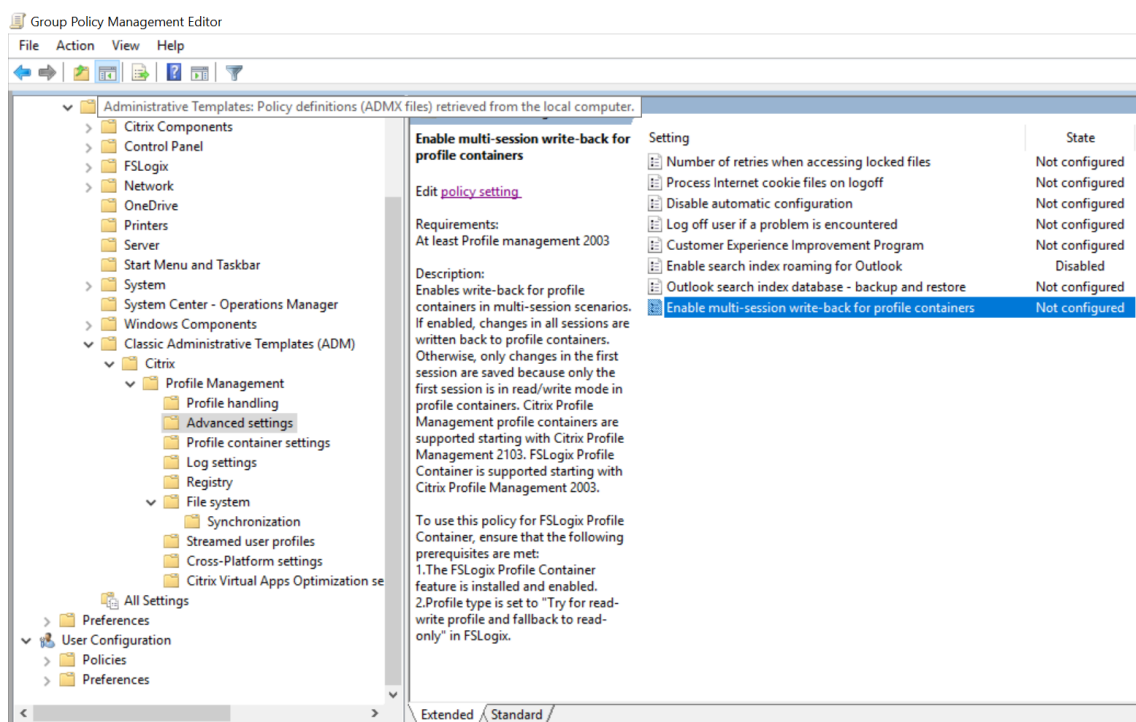 Group Policy Management Editor
File Action View Help
Administrative Templates: Policy definitions (ADMX files) retrieved from the local computer.
Citrix Components
Control Panel
FSLogix
Network
OneDrive
Printers
Server
Start Menu and Taskbar
System
System Center - Operations Manager
Windows Components
Classic Administrative Templates (ADM)
Citrix
Profile Management
Profile handling
Advanced settings
Profile container settings
Log settings
Registry
File system
Synchronization
Streamed user profiles
Cross-Platform settings
Citrix Virtual Apps Optimization se
All Settings
Preferences
User Configuration
Policies
Preferences
Enable multi-session write-back for
profile containers
Edit policy setting
Requirements:
At least Profile management 2003
Description:
Enables write-back for profile
containers in multi-session scenarios.
If enabled, changes in all sessions are
written back to profile containers.
Otherwise, only changes in the first
session are saved because only the
first session is in read/write mode in
profile containers. Citrix Profile
Management profile containers are
supported starting with Citrix Profile
Management 2103. FSLogix Profile
Container is supported starting with
Citrix Profile Management 2003.
To use this policy for FSLogix Profile
Container, ensure that the following
prerequisites are met:
1.The FSLogix Profile Container
feature is installed and enabled.
2.Profile type is set to "Try for read-
write profile and fallback to read-
only" in FSLogix.
Setting State
Number of retries when accessing locked files Not configured
Process Internet cookie files on logoff Not configured
Disable automatic configuration Not configured
Log off user if a problem is encountered Not configured
Customer Experience Improvement Program Not configured
Enable search index roaming for Outlook Disabled
Outlook search index database - backup and restore Not configured
Enable multi-session write-back for profile containers Not configured
Extended Standard